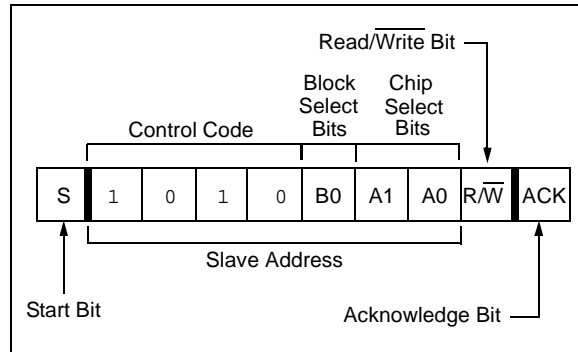 Read/Write Bit
Block Select Bits
Chip Select Bits
Control Code
S 1 0 1 0 B0 A1 A0 R/W ACK
Slave Address
Start Bit
Acknowledge Bit